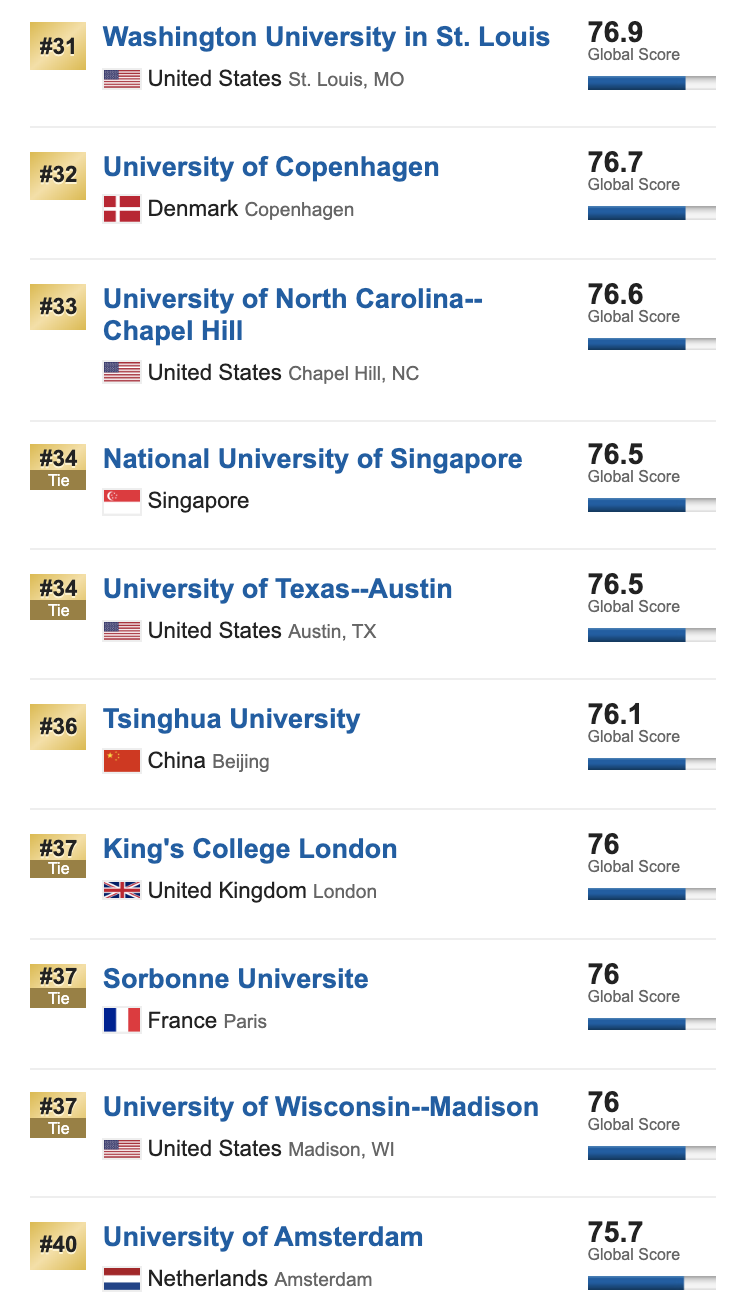 #31
Washington University in St. Louis
United States St. Louis, MO
76.9
Global Score
#32
University of Copenhagen
Denmark Copenhagen
76.7
Global Score
#33
University of North Carolina--
Chapel Hill
United States Chapel Hill, NC
76.6
Global Score
#34
Tie
National University of Singapore
Singapore
76.5
Global Score
#34
Tie
University of Texas--Austin
United States Austin, TX
76.5
Global Score
#36
Tsinghua University
China Beijing
76.1
Global Score
#37
Tie
King's College London
United Kingdom London
76
Global Score
#37
Tie
Sorbonne Universite
France Paris
76
Global Score
#37
Tie
University of Wisconsin--Madison
United States Madison, WI
76
Global Score
#40
University of Amsterdam
Netherlands Amsterdam
75.7
Global Score